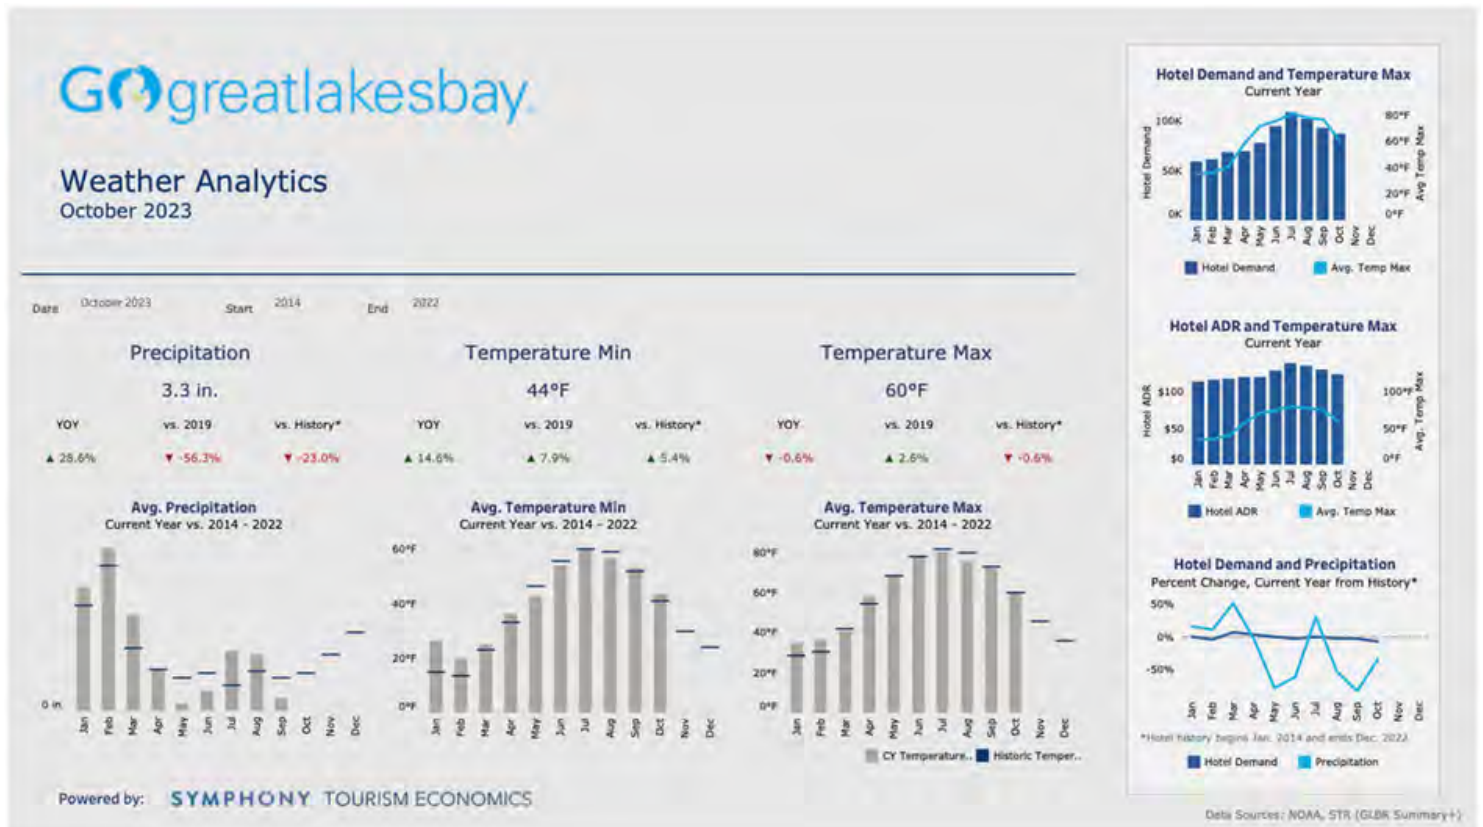 GOgreatlakesbay.
Weather Analytics
October 2023
Date October 2023 Start 2014 End 2022
Precipitation
3.3 in.
YOY vs. 2019 vs. History*
▲ 28.6% ▼ -56.3% ▼ -23.0%
Temperature Min
44°F
YOY vs. 2019 vs. History*
▲ 14.6% ▲ 7.9% ▲ 5.4%
Temperature Max
60°F
YOY vs. 2019 vs. History*
▼ -0.6% ▲ 2.6% ▼ -0.6%
Avg. Precipitation
Current Year vs. 2014 - 2022
0 in
Jan Feb Mar Apr May Jun Jul Aug Sep Oct Nov Dec
Avg. Temperature Min
Current Year vs. 2014 - 2022
60°F
40°F
20°F
0°F
Jan Feb Mar Apr May Jun Jul Aug Sep Oct Nov Dec
Avg. Temperature Max
Current Year vs. 2014 - 2022
80°F
60°F
40°F
20°F
0°F
Jan Feb Mar Apr May Jun Jul Aug Sep Oct Nov Dec
CY Temperature.. Historic Temper..
Powered by: SYMPHONY TOURISM ECONOMICS
Hotel Demand and Temperature Max
Current Year
Hotel Demand
100K
50K
0K
80°F
60°F
40°F
20°F
0°F
Avg Temp Max
Jan Feb Mar Apr May Jun Jul Aug Sep Oct Nov Dec
Hotel Demand Avg. Temp Max
Hotel ADR and Temperature Max
Current Year
Hotel ADR
$100
$50
$0
100°F
50°F
0°F
Avg. Temp Max
Jan Feb Mar Apr May Jun Jul Aug Sep Oct Nov Dec
Hotel ADR Avg. Temp Max
Hotel Demand and Precipitation
Percent Change, Current Year from History*
50%
0%
-50%
Jan Feb Mar Apr May Jun Jul Aug Sep Oct Nov Dec
*Hotel history begins Jan. 2014 and ends Dec. 2022
Hotel Demand Precipitation
Data Sources: NOAA, STR (GLBR Summary+)